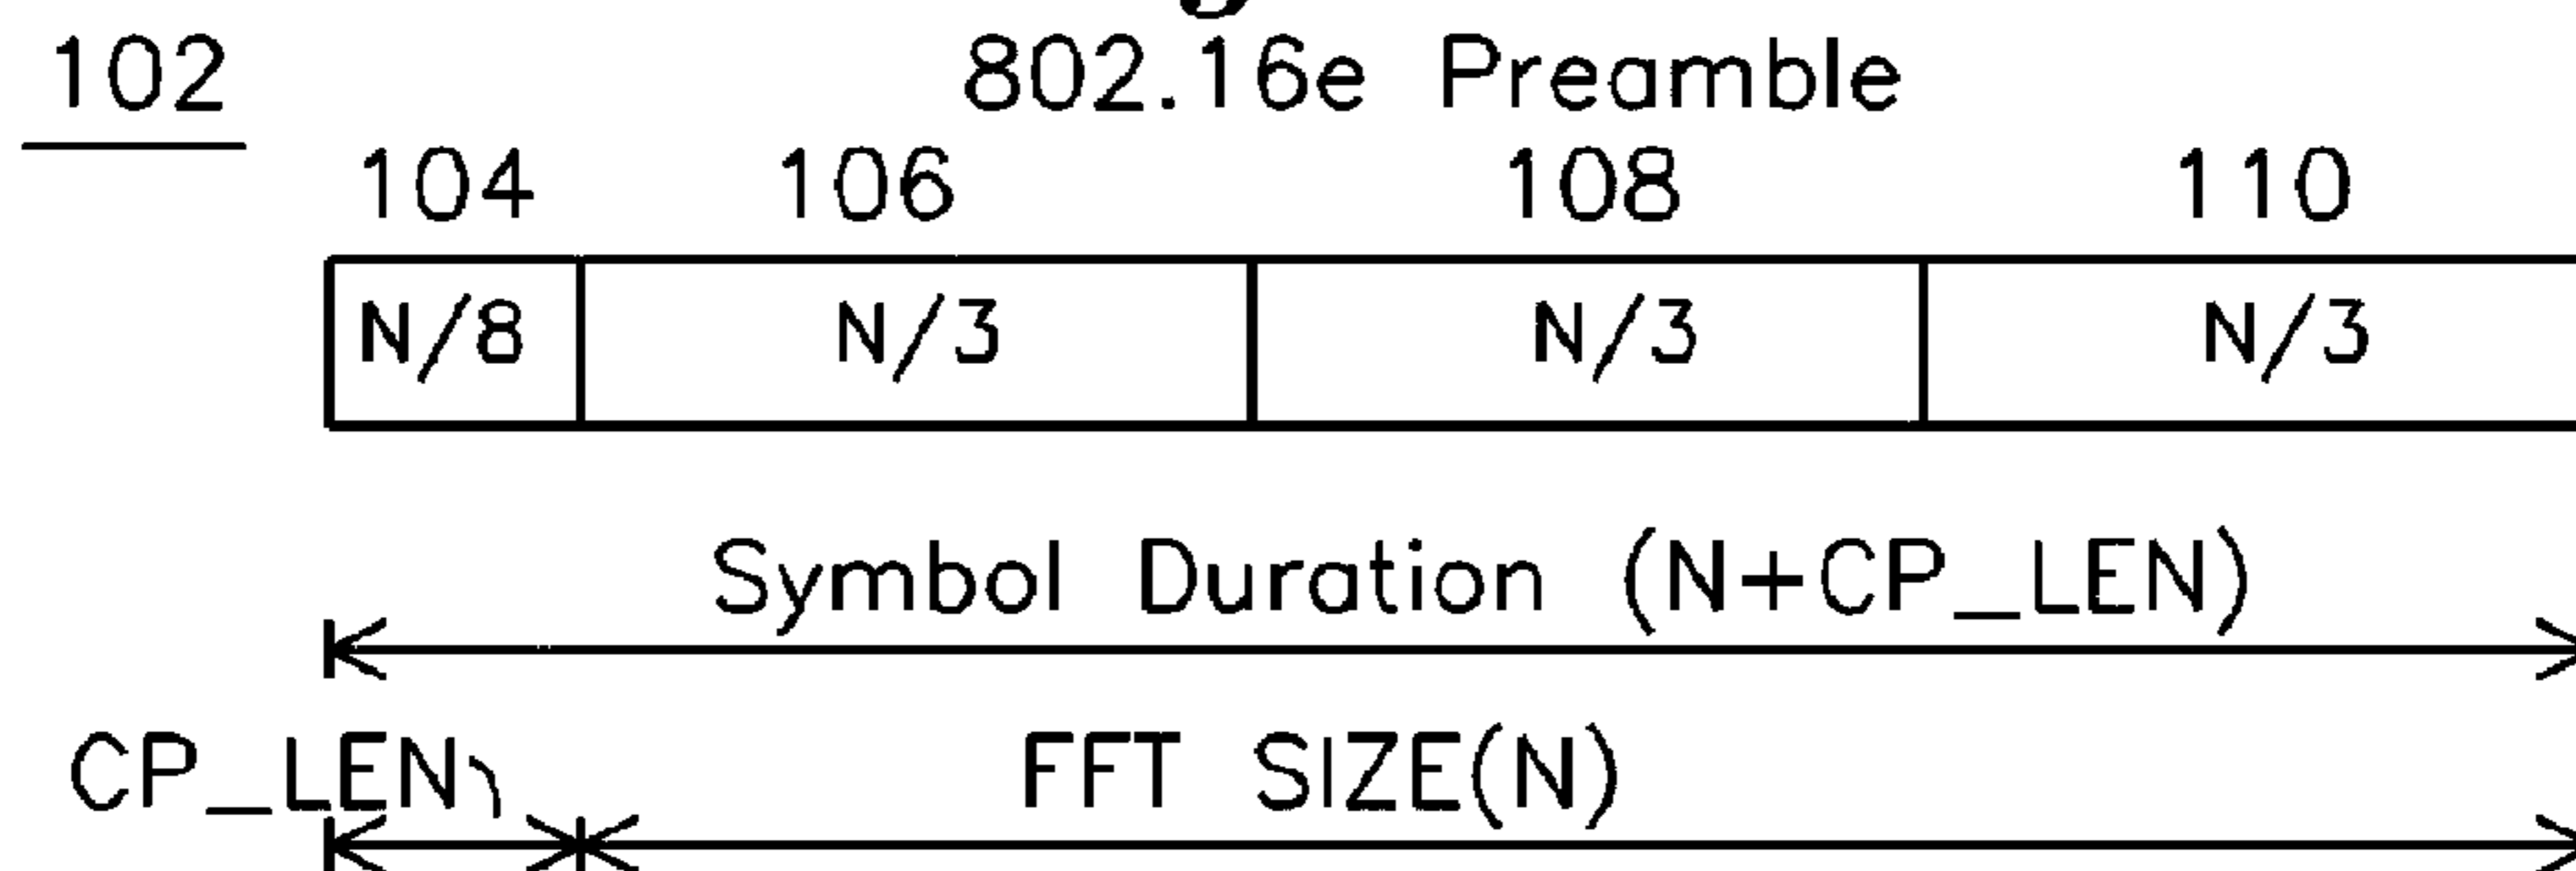 102
802.16e Preamble
104 106 108 110
N/8 N/3 N/3 N/3
Symbol Duration (N+CP_LEN)
CP_LEN FFT SIZE(N)